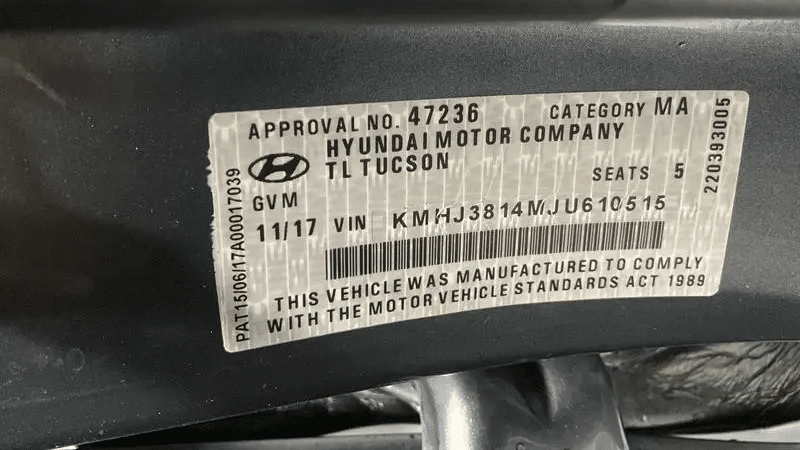 APPROVAL NO. 47236 CATEGORY MA
HYUNDAI MOTOR COMPANY
TL TUCSON
SEATS 5
GVM
11/17 VIN KMHJ3814MJU610515
THIS VEHICLE WAS MANUFACTURED TO COMPLY
WITH THE MOTOR VEHICLE STANDARDS ACT 1989
PAT15/06/17A00017039
220393005